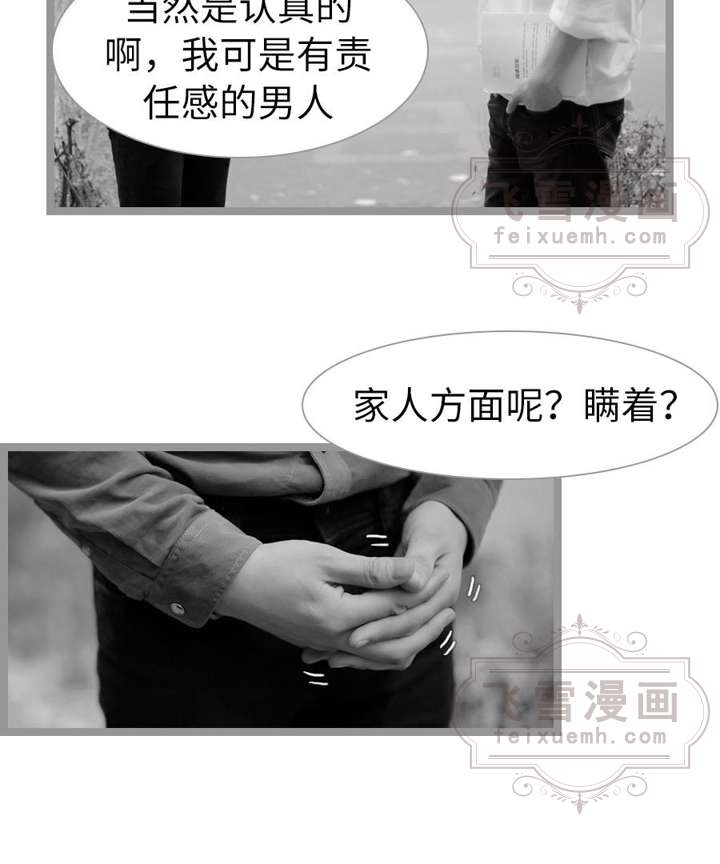 当然是认真的
啊，我可是有责
任感的男人
飞雪漫画
feixuemh.com
家人方面呢？瞒着？
飞雪漫画
feixuemh.com